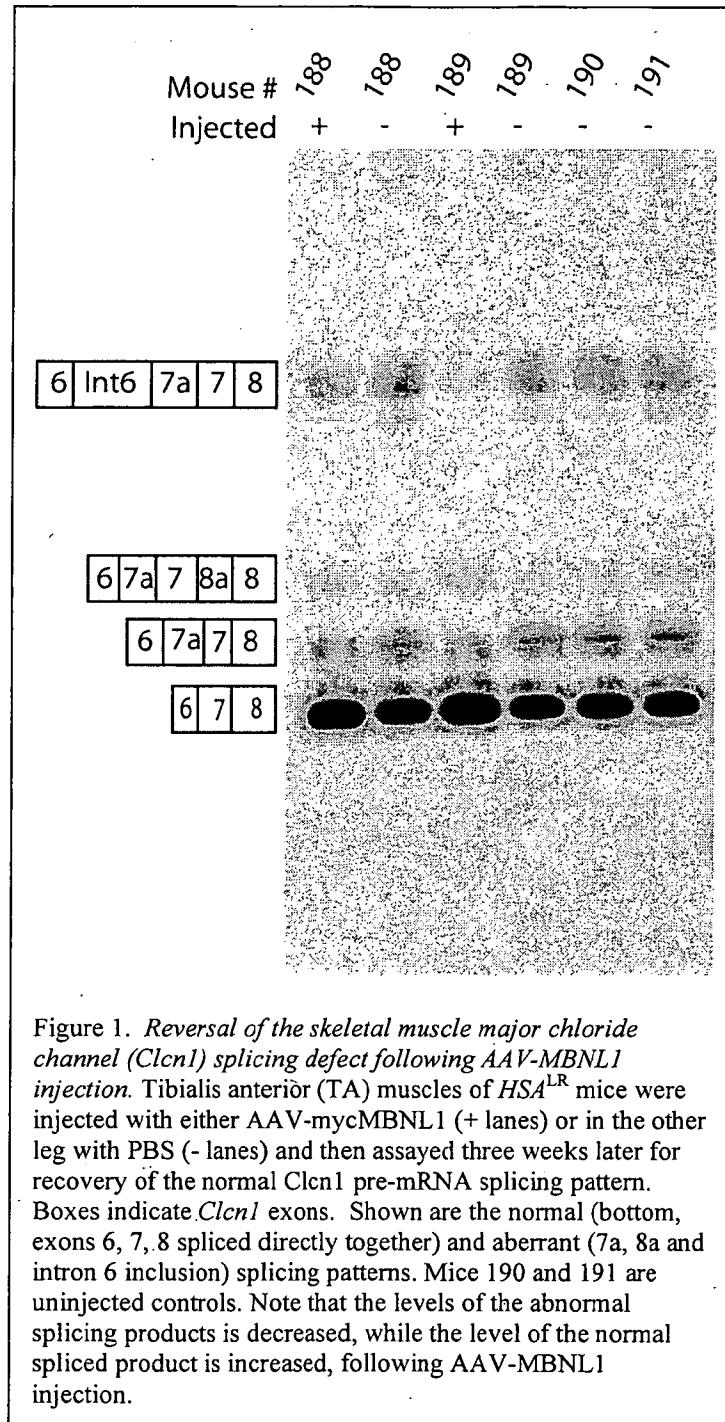 Mouse # 188 188 189 189 190 191
Injected + - + - - -
6 Int6 7a 7 8
6 7a 7 8a 8
6 7a 7 8
6 7 8
Figure 1. Reversal of the skeletal muscle major chloride
channel (Clcn1) splicing defect following AAV-MBNL1
injection. Tibialis anterior (TA) muscles of HSA^LR mice were
injected with either AAV-mycMBNL1 (+ lanes) or in the other
leg with PBS (- lanes) and then assayed three weeks later for
recovery of the normal Clcn1 pre-mRNA splicing pattern.
Boxes indicate Clcn1 exons. Shown are the normal (bottom,
exons 6, 7, 8 spliced directly together) and aberrant (7a, 8a and
intron 6 inclusion) splicing patterns. Mice 190 and 191 are
uninjected controls. Note that the levels of the abnormal
splicing products is decreased, while the level of the normal
spliced product is increased, following AAV-MBNL1
injection.